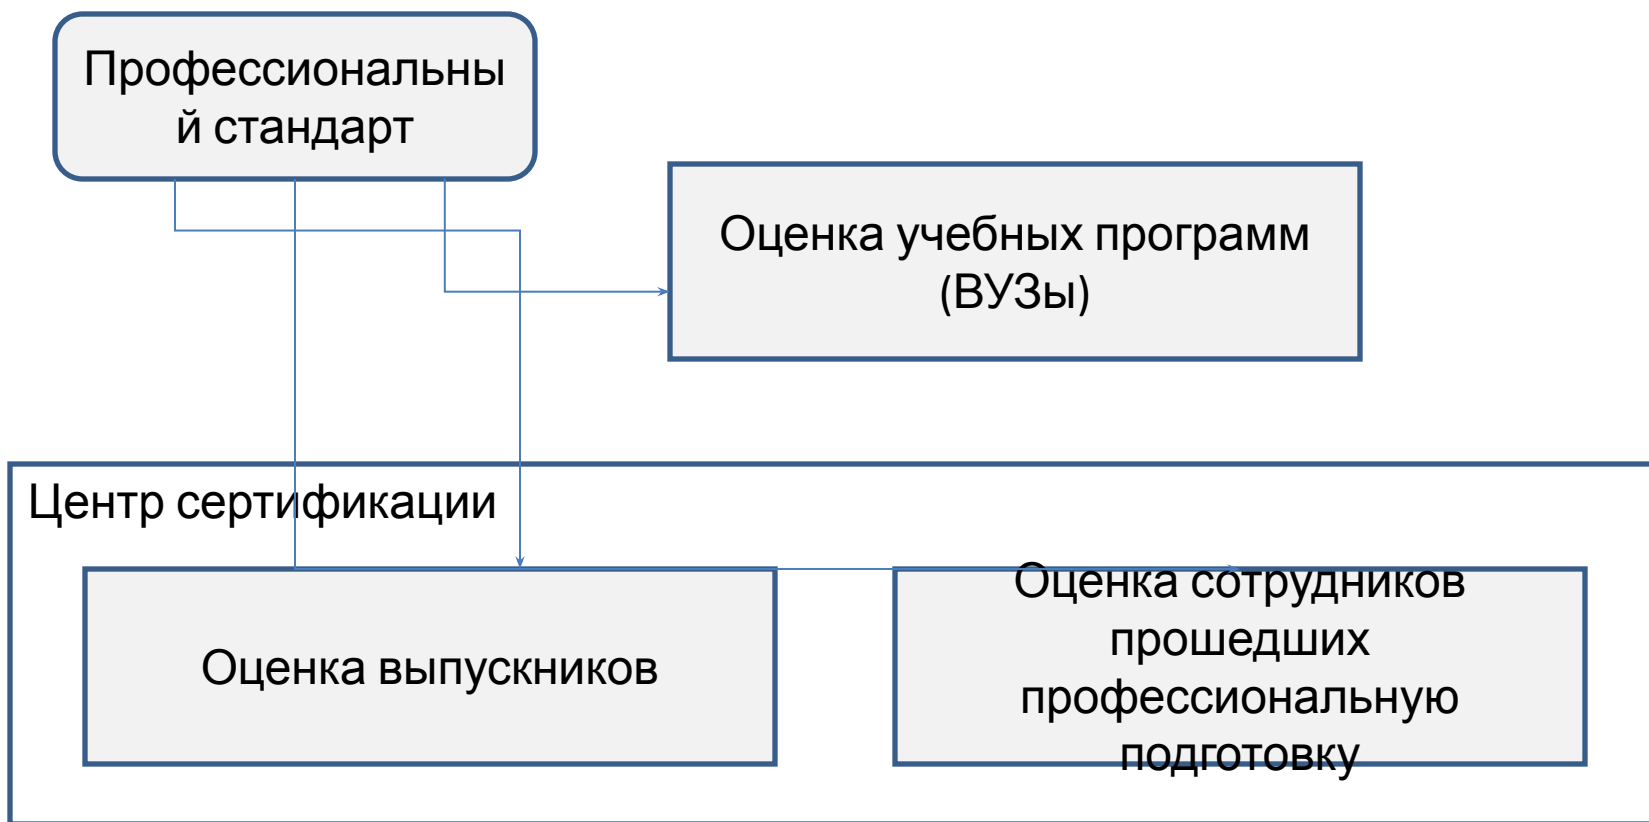 Профессиональны
й стандарт
Оценка учебных программ
(ВУЗы)
Центр сертификации
Оценка выпускников
Оценка сотрудников
прошедших
профессиональную
подготовку